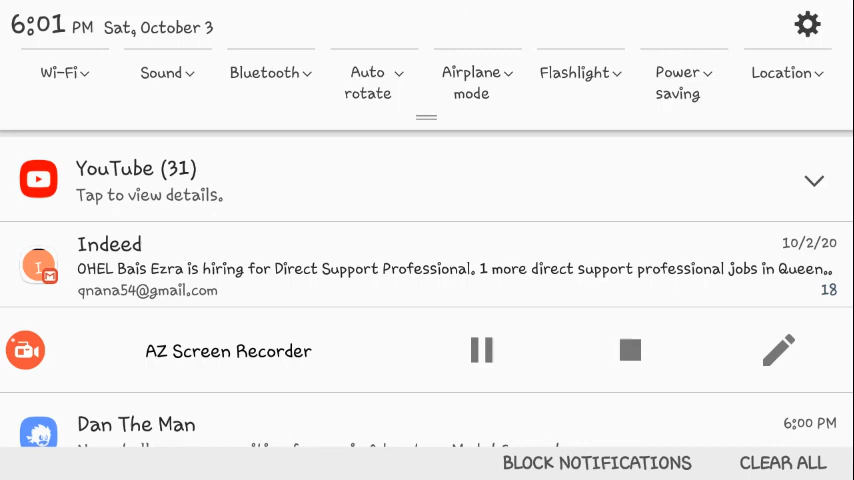 6:01 PM Sat, October 3
Wi-Fi Sound Bluetooth Auto rotate Airplane mode Flashlight Power saving Location
YouTube (31)
Tap to view details.
Indeed 10/2/20
OHEL Bais Ezra is hiring for Direct Support Professional. 1 more direct support professional jobs in Queen..
qnana54@gmail.com 18
I
AZ Screen Recorder
Dan The Man 6:00 PM
BLOCK NOTIFICATIONS CLEAR ALL